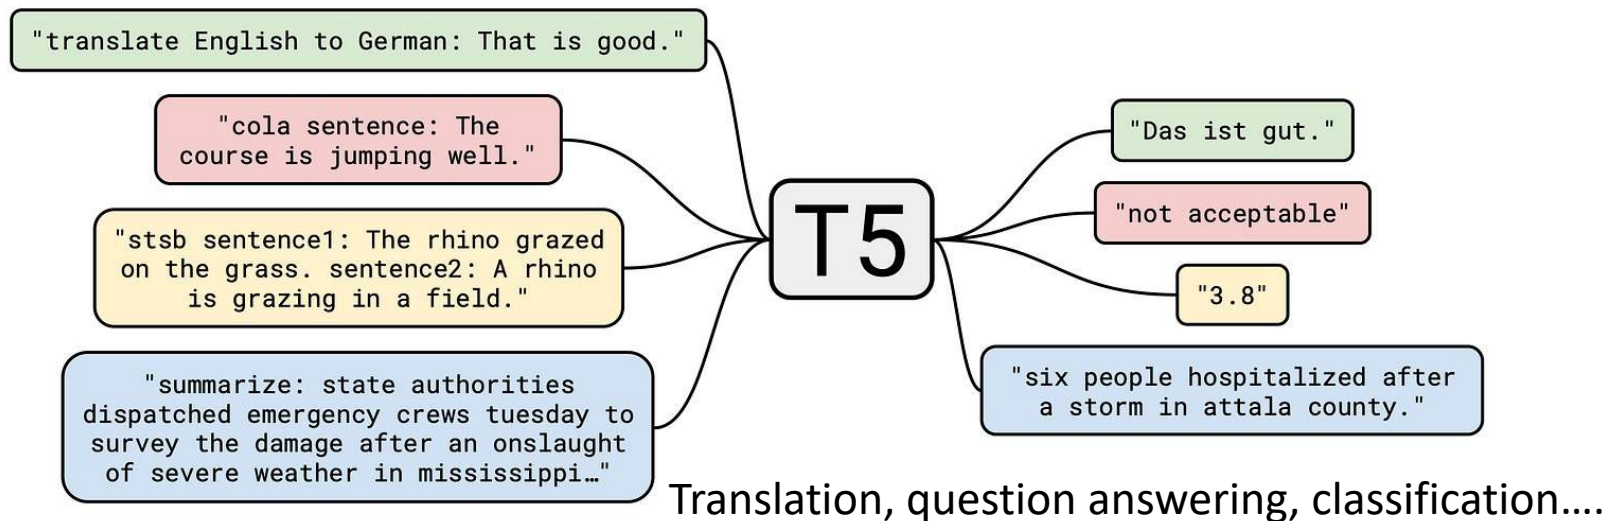 "translate English to German: That is good."
"cola sentence: The
course is jumping well."
"stsb sentence1: The rhino grazed
on the grass. sentence2: A rhino
is grazing in a field."
"summarize: state authorities
dispatched emergency crews tuesday to
survey the damage after an onslaught
of severe weather in mississippi…"
T5
"Das ist gut."
"not acceptable"
"3.8"
"six people hospitalized after
a storm in attala county."
Translation, question answering, classification….